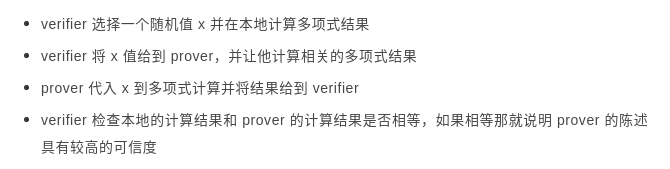 verifier 选择一个随机值 x 并在本地计算多项式结果
verifier 将 x 值给到 prover，并让他计算相关的多项式结果
prover 代入 x 到多项式计算并将结果给到 verifier
verifier 检查本地的计算结果和 prover 的计算结果是否相等，如果相等那就说明 prover 的陈述
具有较高的可信度